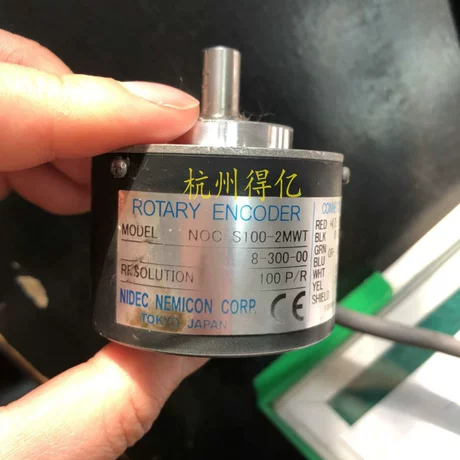 杭州得亿
ROTARY ENCODER
MODEL NOC-S100-2MWT
8-300-00
RESOLUTION 100 P/R
NIDEC NEMICON CORP.
TOKYO JAPAN
CE
RED
BLK
GRN
BLU
WHT
YEL
SHIELD